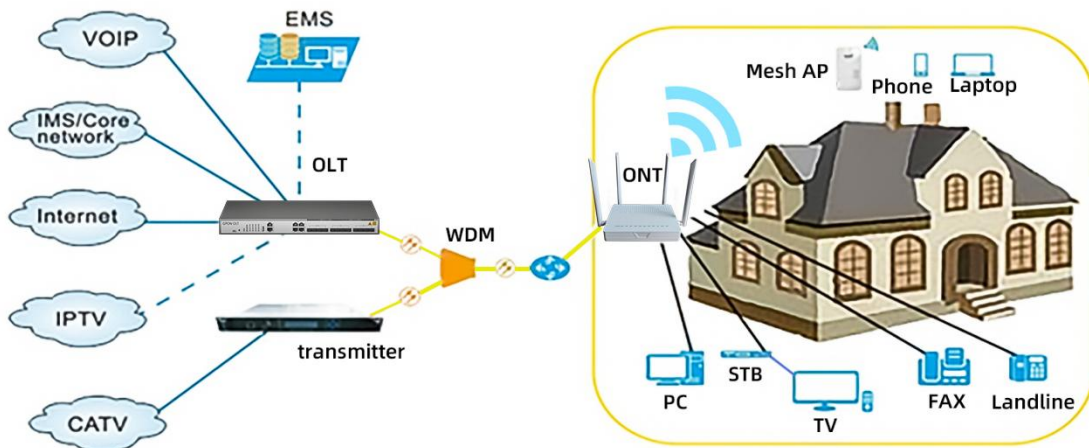 VOIP
EMS
IMS/Core
network
OLT
Internet
WDM
IPTV
transmitter
CATV
Mesh AP
Phone
Laptop
ONT
PC
STB
TV
FAX
Landline